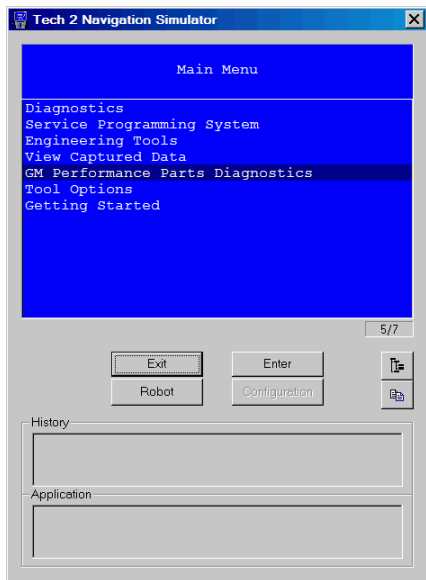 Tech 2 Navigation Simulator
Main Menu
Diagnostics
Service Programming System
Engineering Tools
View Captured Data
GM Performance Parts Diagnostics
Tool Options
Getting Started
5/7
Exit
Enter
Robot
Configuration
History
Application